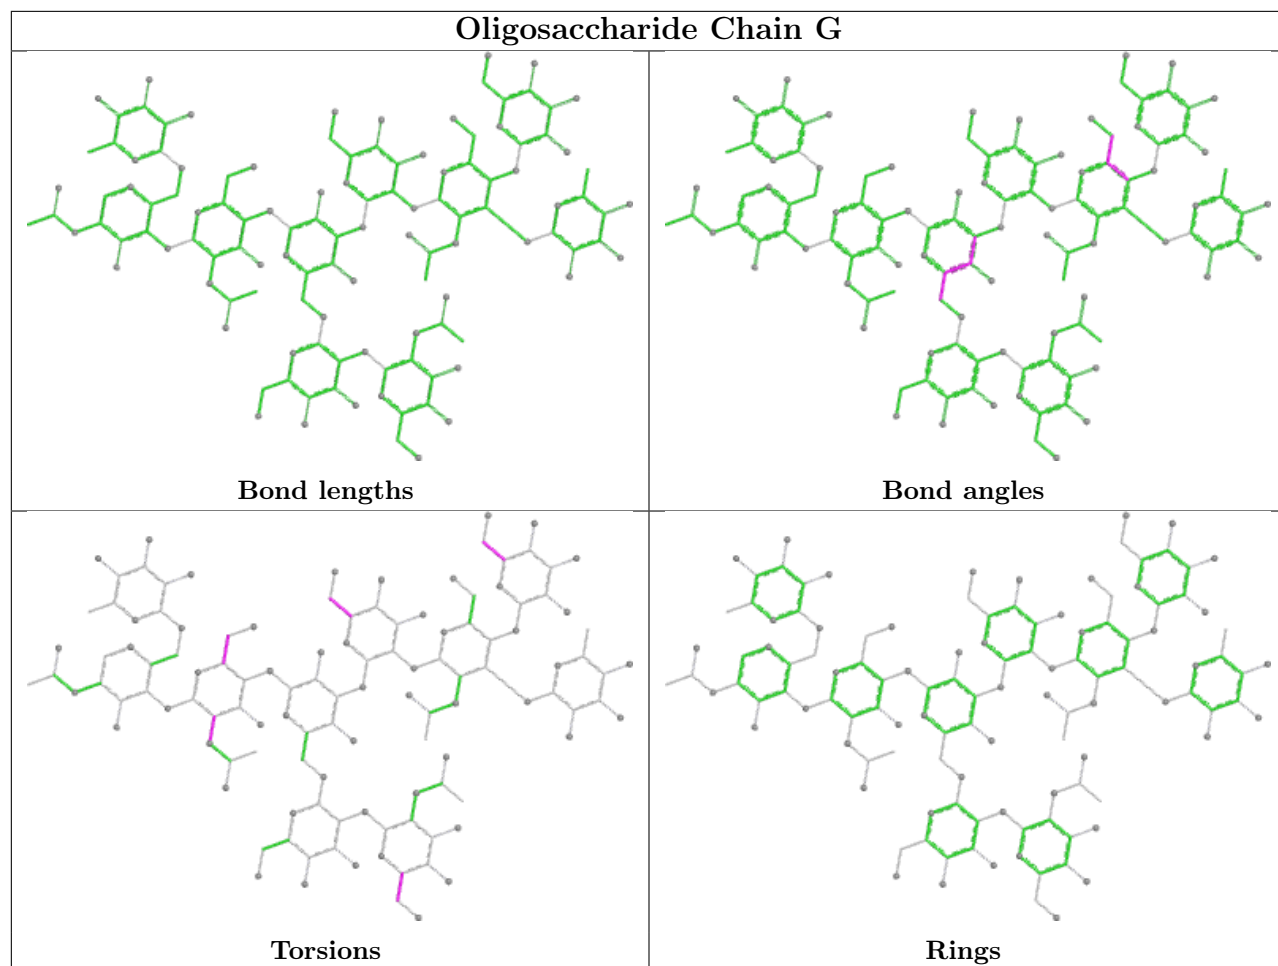 Oligosaccharide Chain G
Bond lengths
Bond angles
Torsions
Rings